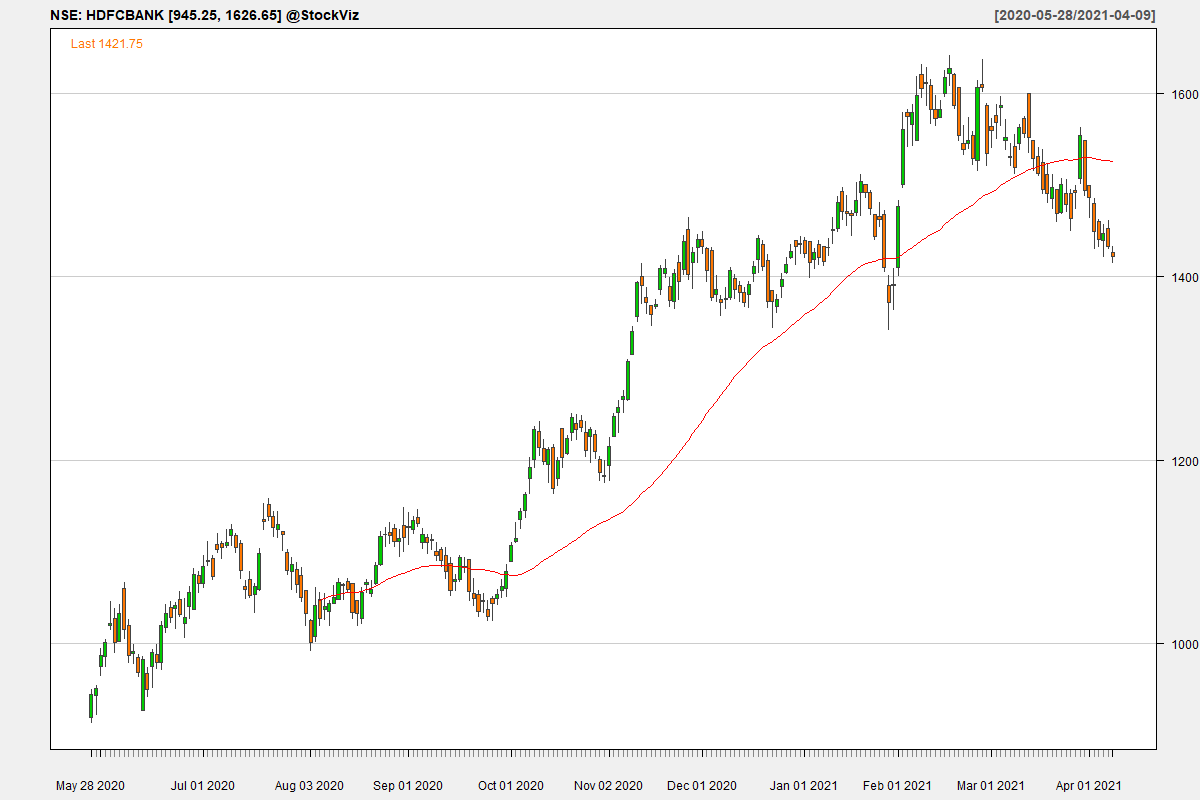 NSE: HDFCBANK [945.25, 1626.65] @StockViz [2020-05-28/2021-04-09]
Last 1421.75
1600
1400
1200
1000
May 28 2020 Jul 01 2020 Aug 03 2020 Sep 01 2020 Oct 01 2020 Nov 02 2020 Dec 01 2020 Jan 01 2021 Feb 01 2021 Mar 01 2021 Apr 01 2021